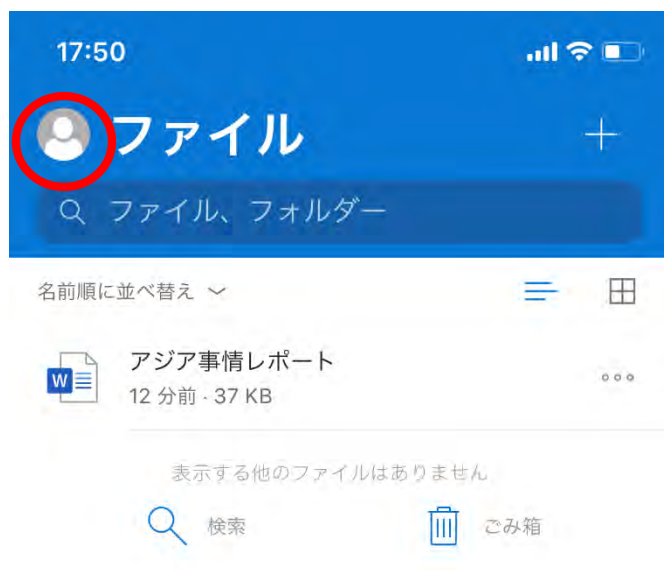 17:50
ファイル
ファイル、フォルダー
名前順に並べ替え
W
アジア事情レポート
12 分前 · 37 KB
表示する他のファイルはありません
検索
ごみ箱